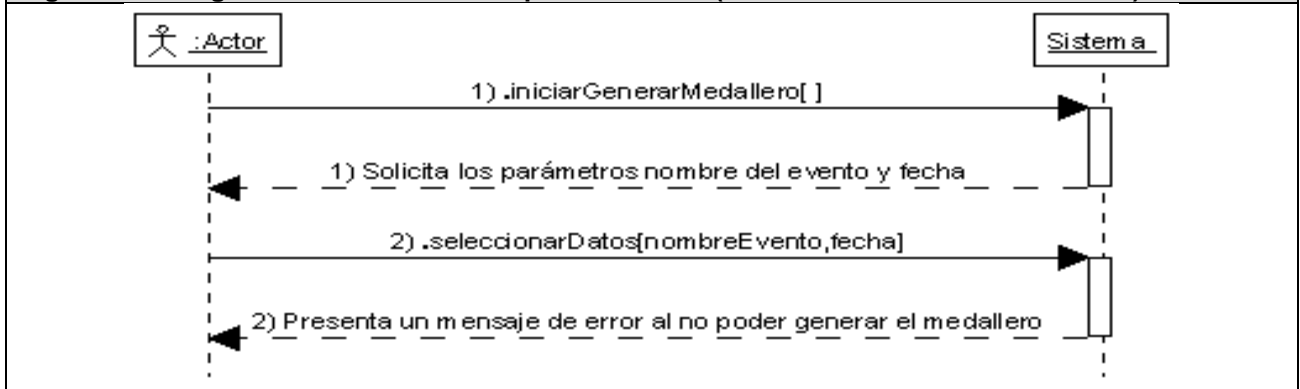 :Actor
Sistema
1) .iniciarGenerarMedallero[ ]
1) Solicita los parámetros nombre del evento y fecha
2) .seleccionarDatos[nombreEvento,fecha]
2) Presenta un mensaje de error al no poder generar el medallero